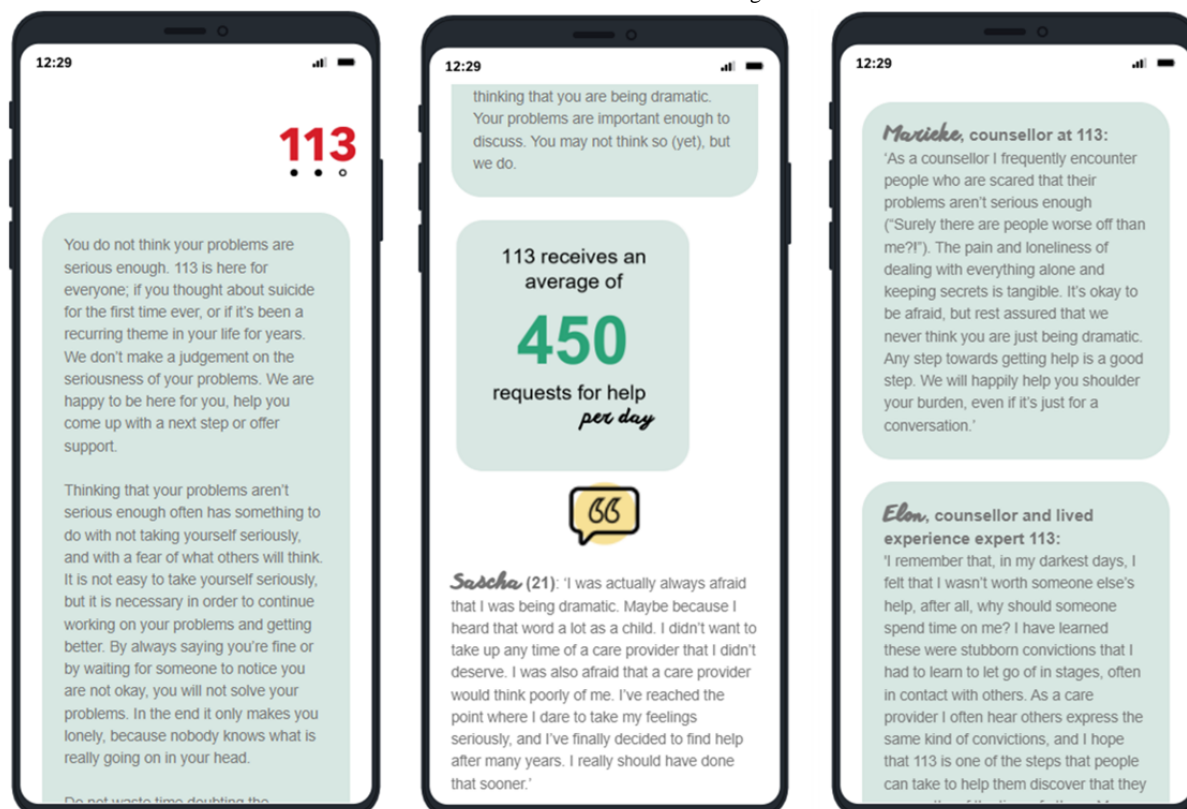 12:29
113
You do not think your problems are
serious enough. 113 is here for
everyone; if you thought about suicide
for the first time ever, or if it's been a
recurring theme in your life for years.
We don't make a judgement on the
seriousness of your problems. We are
happy to be here for you, help you
come up with a next step or offer
support.
Thinking that your problems aren't
serious enough often has something to
do with not taking yourself seriously,
and with a fear of what others will think.
It is not easy to take yourself seriously,
but it is necessary in order to continue
working on your problems and getting
better. By always saying you're fine or
by waiting for someone to notice you
are not okay, you will not solve your
problems. In the end it only makes you
lonely, because nobody knows what is
really going on in your head.
Do not waste time doubting the
12:29
thinking that you are being dramatic.
Your problems are important enough to
discuss. You may not think so (yet), but
we do.
113 receives an
average of
450
requests for help
per day
Sascha (21): 'I was actually always afraid
that I was being dramatic. Maybe because I
heard that word a lot as a child. I didn't want to
take up any time of a care provider that I didn't
deserve. I was also afraid that a care provider
would think poorly of me. I've reached the
point where I dare to take my feelings
seriously, and I've finally decided to find help
after many years. I really should have done
that sooner.'
12:29
Marieke, counsellor at 113:
'As a counsellor I frequently encounter
people who are scared that their
problems aren't serious enough
("Surely there are people worse off than
me?!"). The pain and loneliness of
dealing with everything alone and
keeping secrets is tangible. It's okay to
be afraid, but rest assured that we
never think you are just being dramatic.
Any step towards getting help is a good
step. We will happily help you shoulder
your burden, even if it's just for a
conversation.'
Elon, counsellor and lived
experience expert 113:
'I remember that, in my darkest days, I
felt that I wasn't worth someone else's
help, after all, why should someone
spend time on me? I have learned
these were stubborn convictions that I
had to learn to let go of in stages, often
in contact with others. As a care
provider I often hear others express the
same kind of convictions, and I hope
that 113 is one of the steps that people
can take to help them discover that they